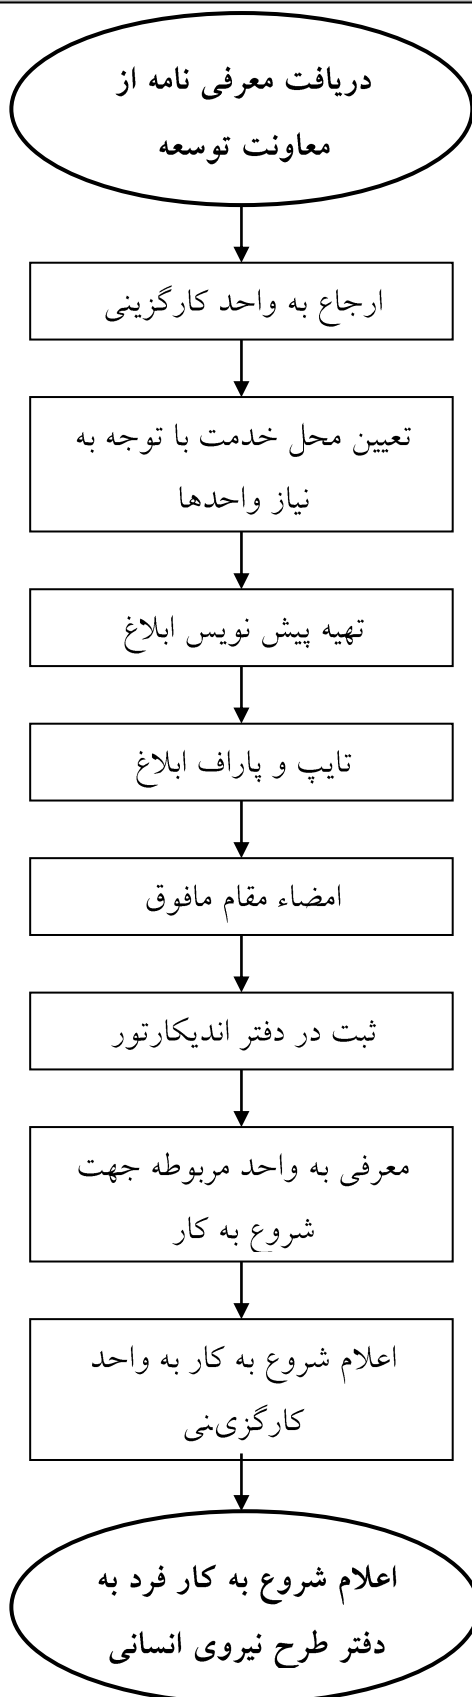 دریافت معرفی نامه از
معاونت توسعه
ارجاع به واحد کارگزینی
تعیین محل خدمت با توجه به
نیاز واحدها
تهیه پیش نویس ابلاغ
تایپ و پاراف ابلاغ
امضاء مقام مافوق
ثبت در دفتر اندیکارتور
معرفی به واحد مربوطه جهت
شروع به کار
اعلام شروع به کار به واحد
کارگزینی
اعلام شروع به کار فرد به
دفتر طرح نیروی انسانی